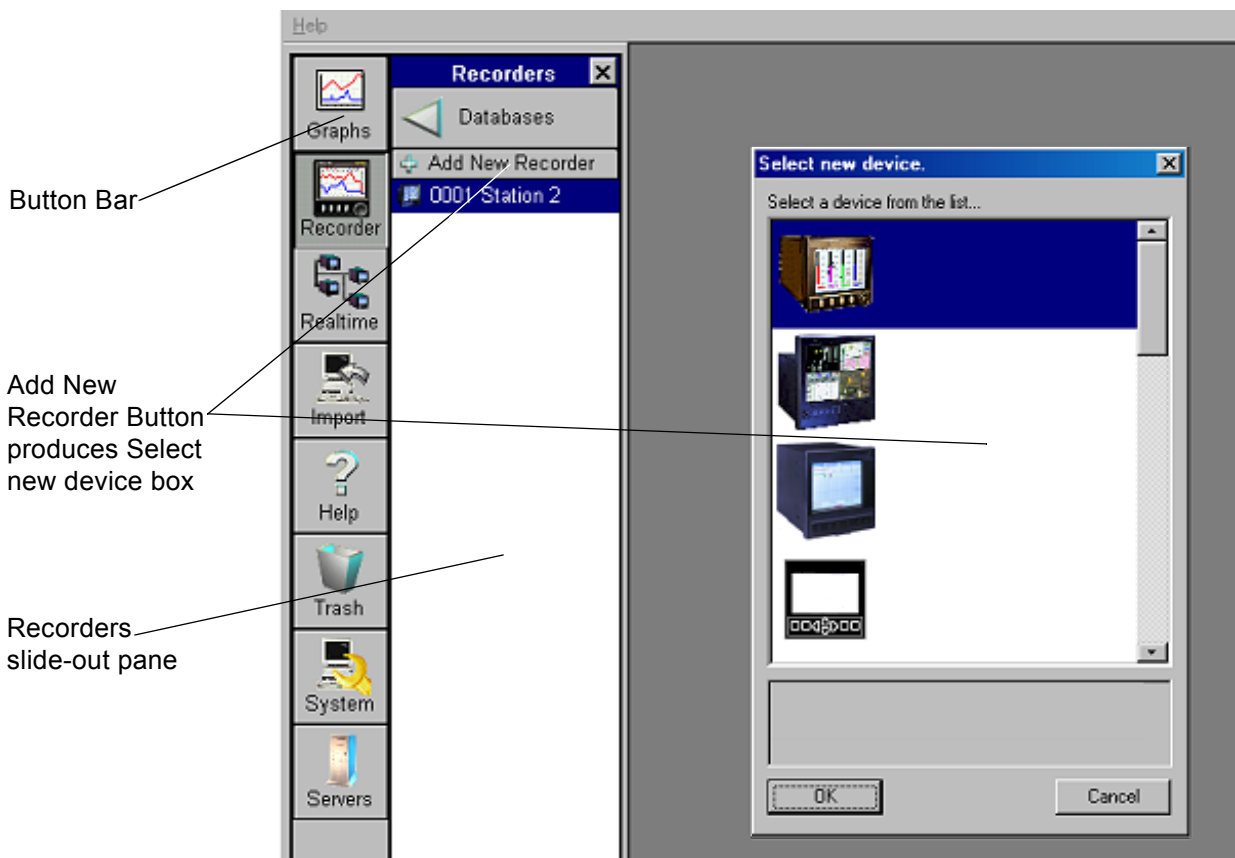 Help
Button Bar
Add New
Recorder Button
produces Select
new device box
Recorders
slide-out pane
Graphs
Recorder
Realtime
Import
Help
Trash
System
Servers
Recorders
Databases
Add New Recorder
0001 Station 2
Select new device.
Select a device from the list...
OK
Cancel